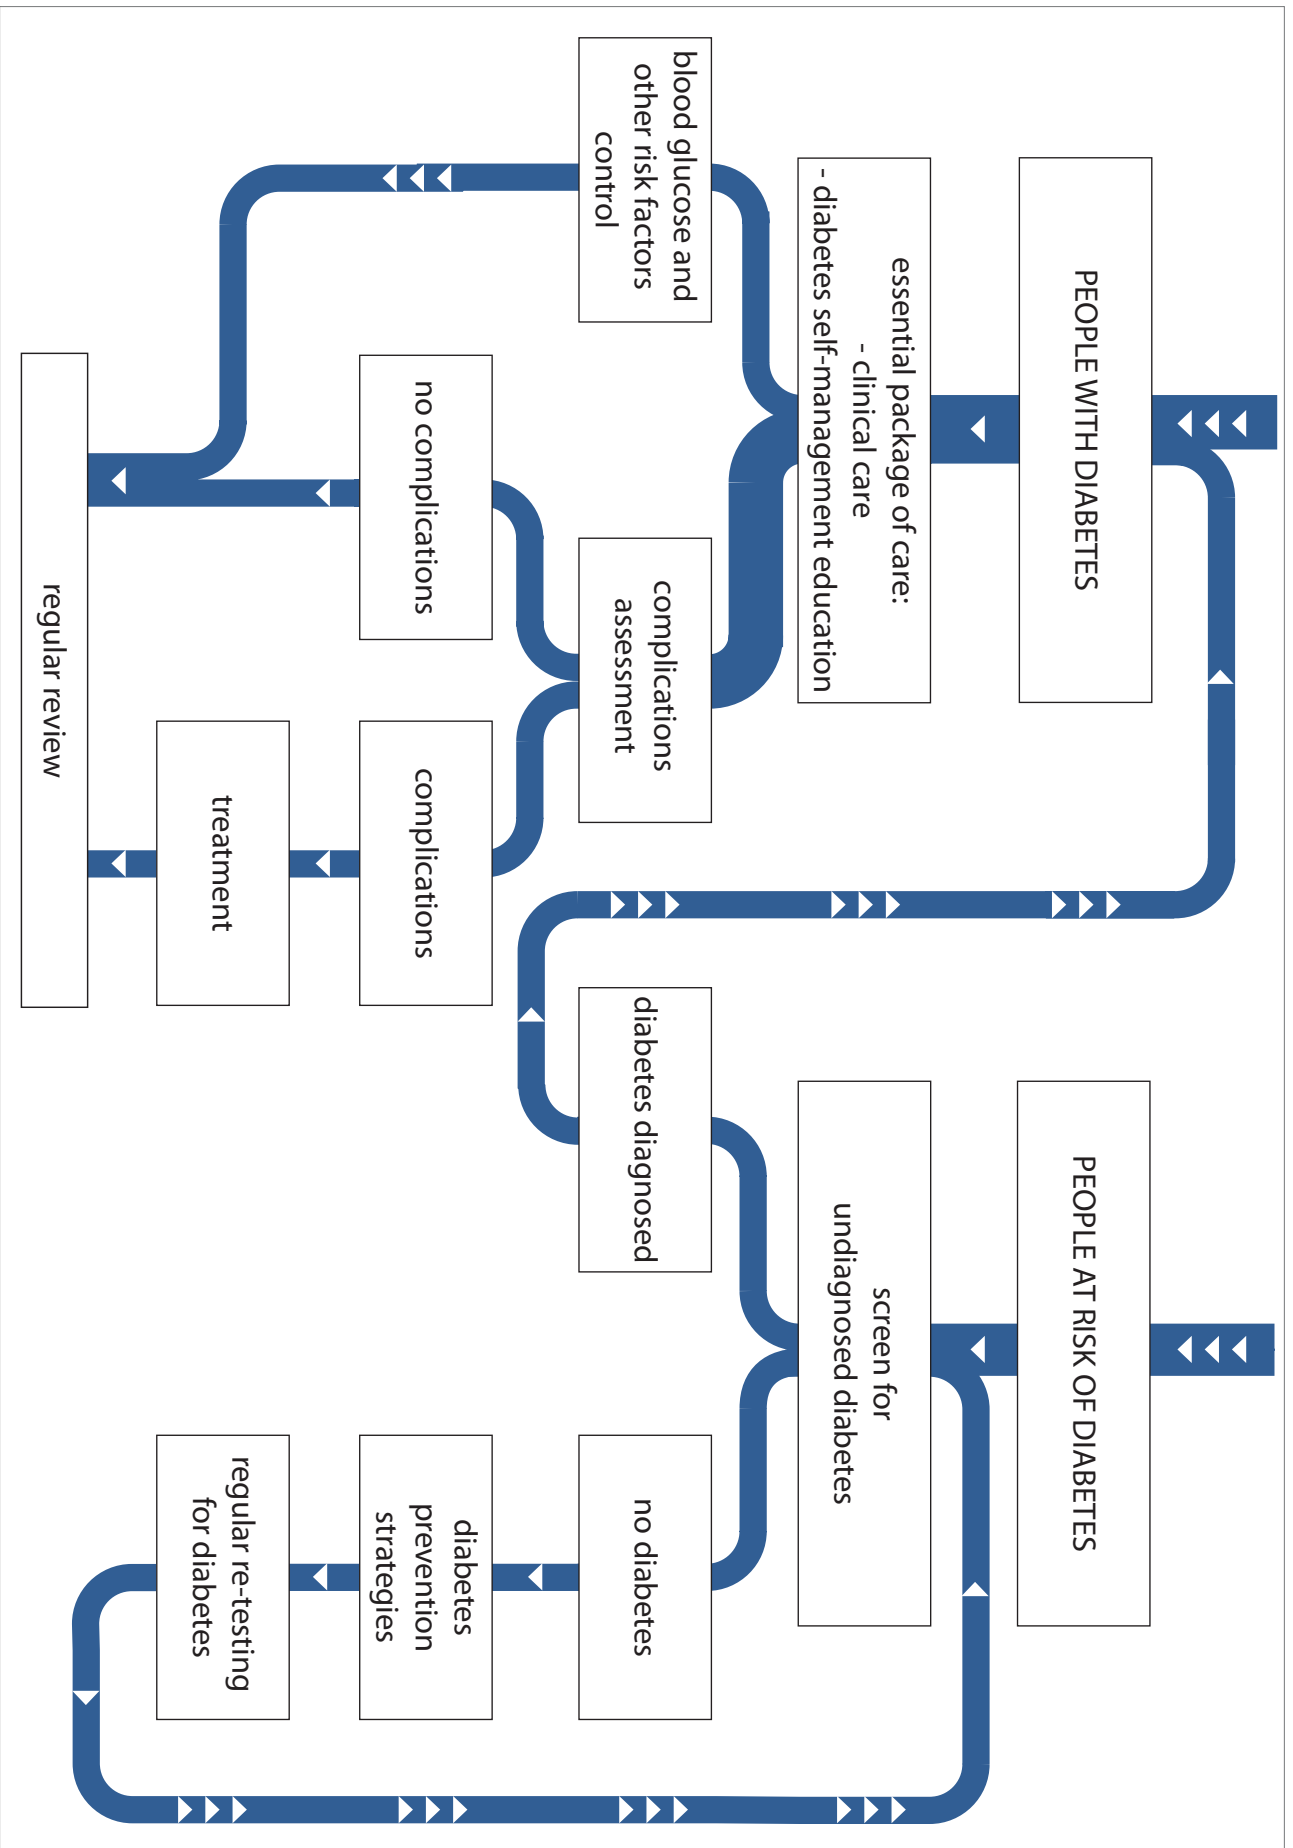 PEOPLE WITH DIABETES
PEOPLE AT RISK OF DIABETES
essential package of care:
- clinical care
- diabetes self-management education
screen for
undiagnosed diabetes
blood glucose and
other risk factors
control
complications
assessment
diabetes diagnosed
no diabetes
no complications
complications
diabetes
prevention
strategies
treatment
regular re-testing
for diabetes
regular review